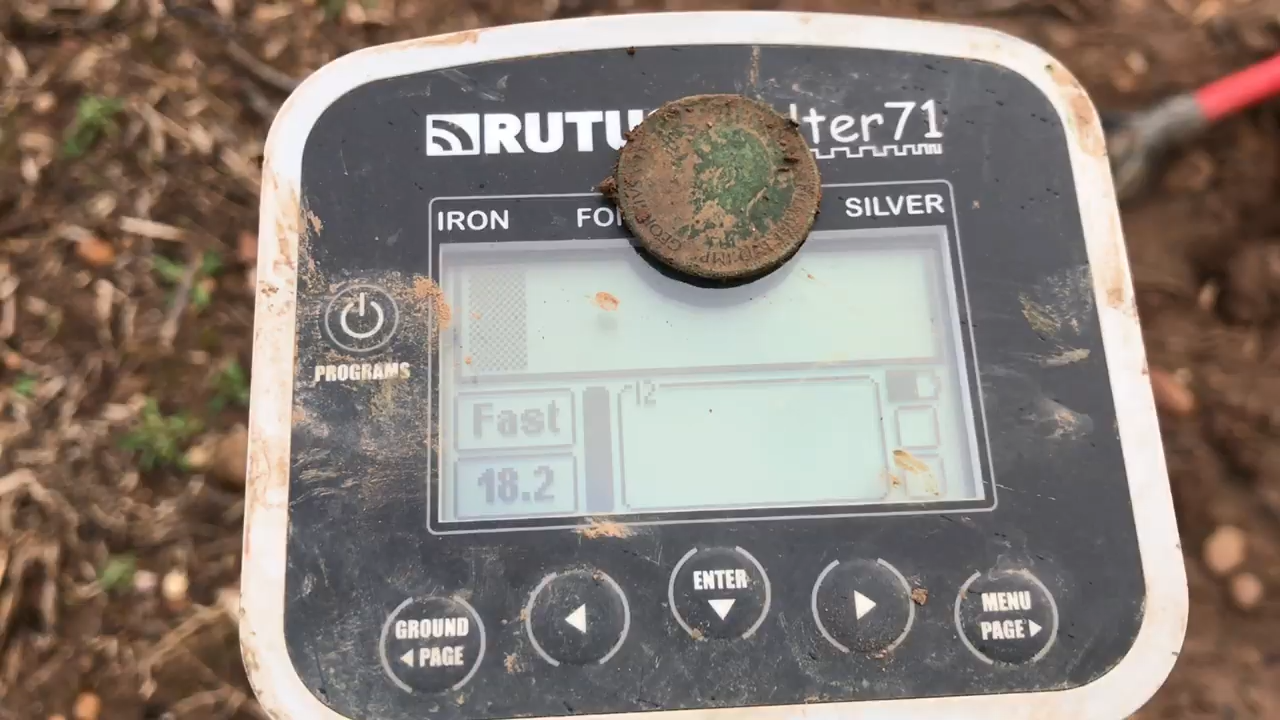 RUTU lter71
IRON FO SILVER
PROGRAMS
12
Fast
18.2
GROUND
PAGE
ENTER
MENU
PAGE